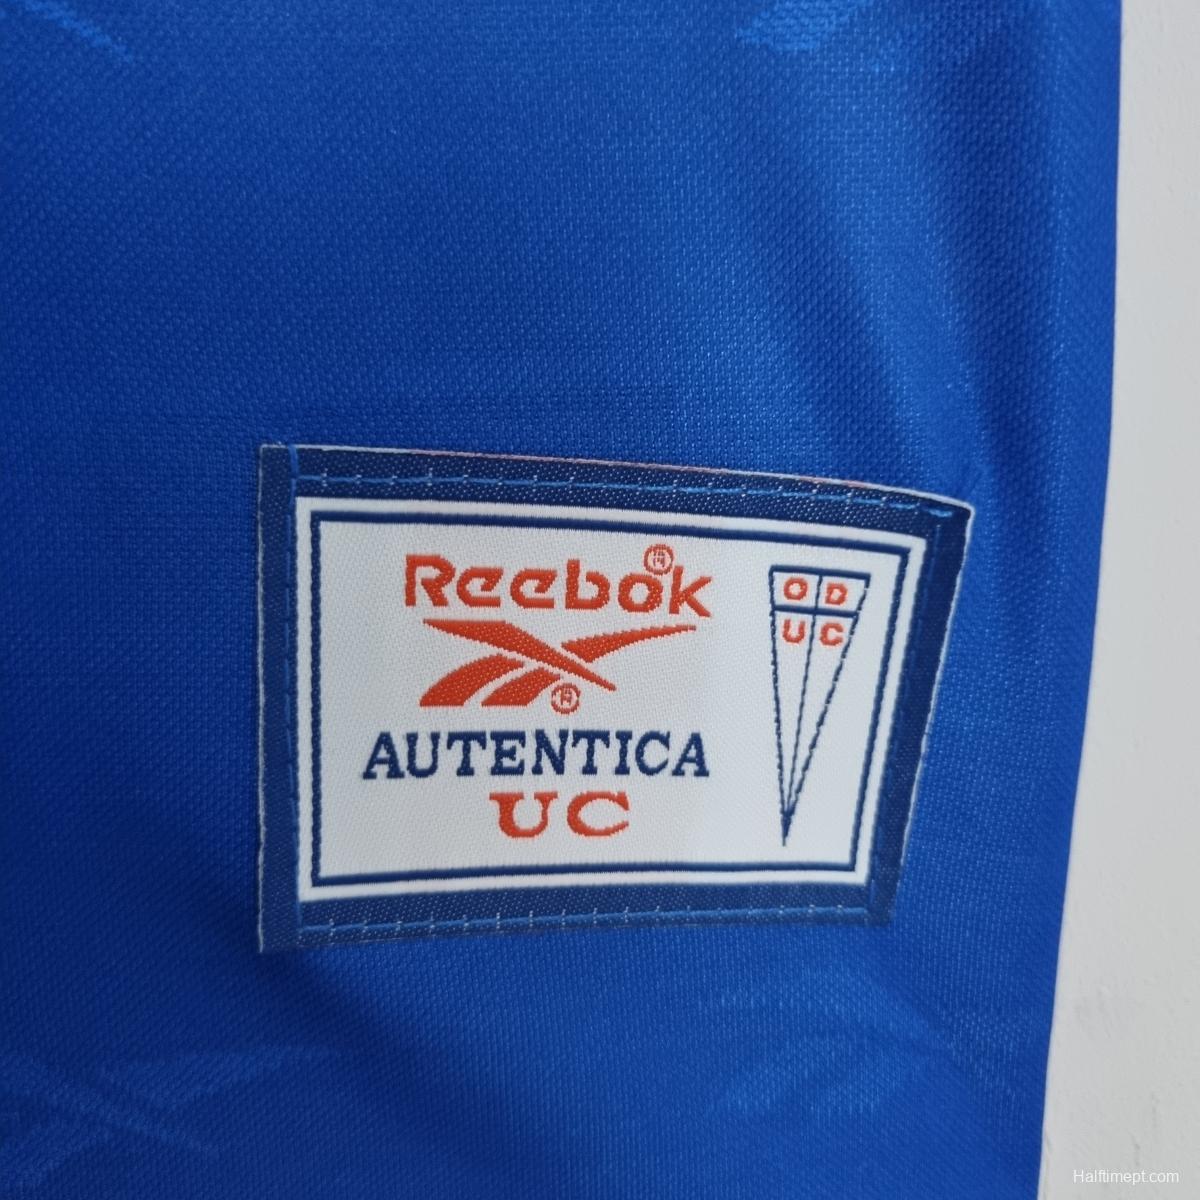 Reebok
AUTENTICA
UC
O D
U C
Halftimept.com